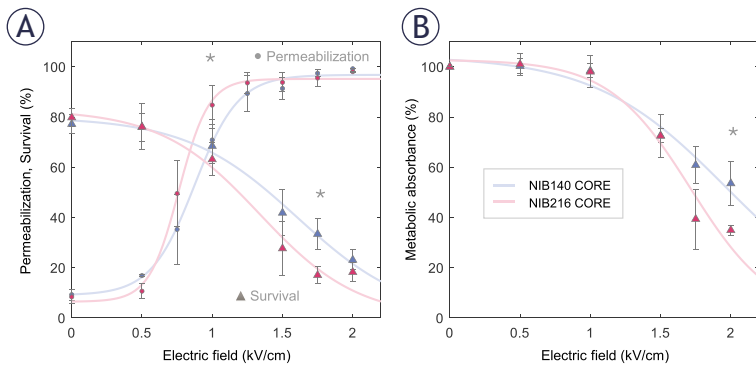 A
Permeabilization, Survival (%)
100
80
60
40
20
0
0
0.5
1
1.5
2
Electric field (kV/cm)
*
Permeabilization
*
Survival
B
Metabolic absorbance (%)
100
80
60
40
20
0
0
0.5
1
1.5
2
Electric field (kV/cm)
*
NIB140 CORE
NIB216 CORE